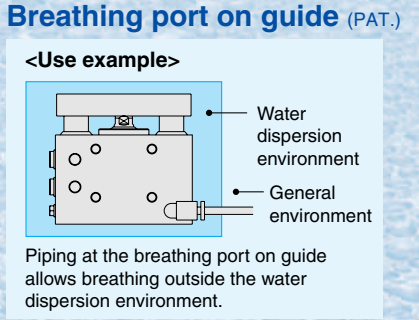 Breathing port on guide (PAT.)
<Use example>
Water
dispersion
environment
General
environment
Piping at the breathing port on guide
allows breathing outside the water
dispersion environment.